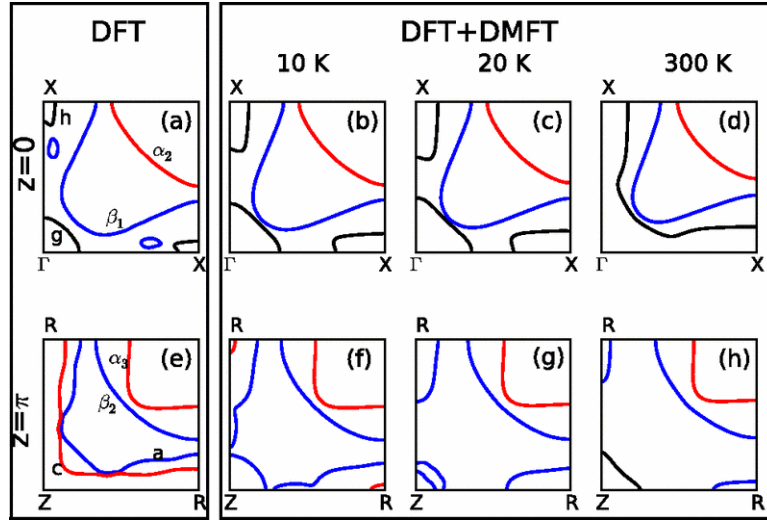 DFT
DFT+DMFT
10 K 20 K 300 K
X X X X
z=0
(a) h α₂ β₁ g
(b)
(c)
(d)
Γ X Γ X Γ X Γ X
R R R R
z=π
(e) α₃ β₂ a c
(f)
(g)
(h)
Z R Z R Z R Z R